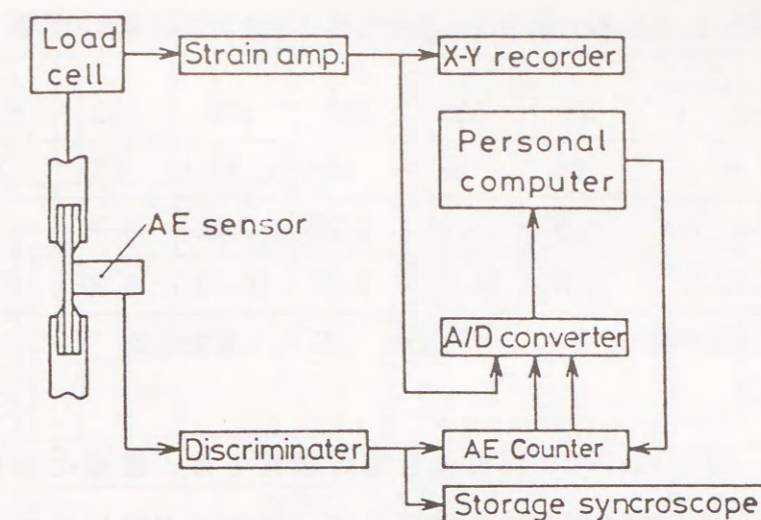 Load
cell
Strain amp.
X-Y recorder
Personal
computer
AE sensor
A/D converter
Discriminater
AE Counter
Storage syncroscope